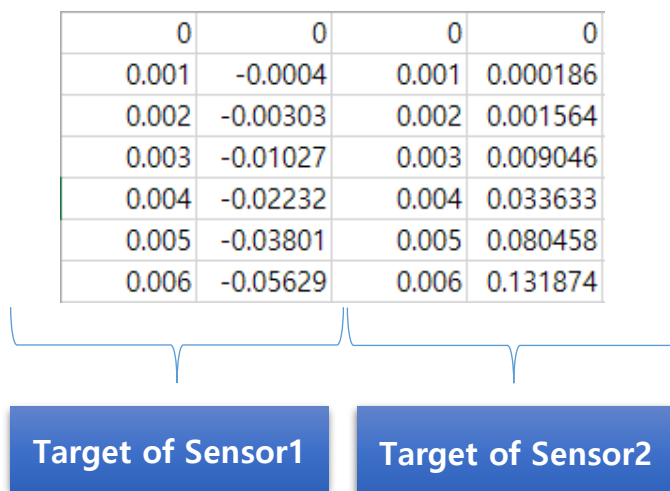 0 0 0 0
0.001 -0.0004 0.001 0.000186
0.002 -0.00303 0.002 0.001564
0.003 -0.01027 0.003 0.009046
0.004 -0.02232 0.004 0.033633
0.005 -0.03801 0.005 0.080458
0.006 -0.05629 0.006 0.131874
Target of Sensor1 Target of Sensor2